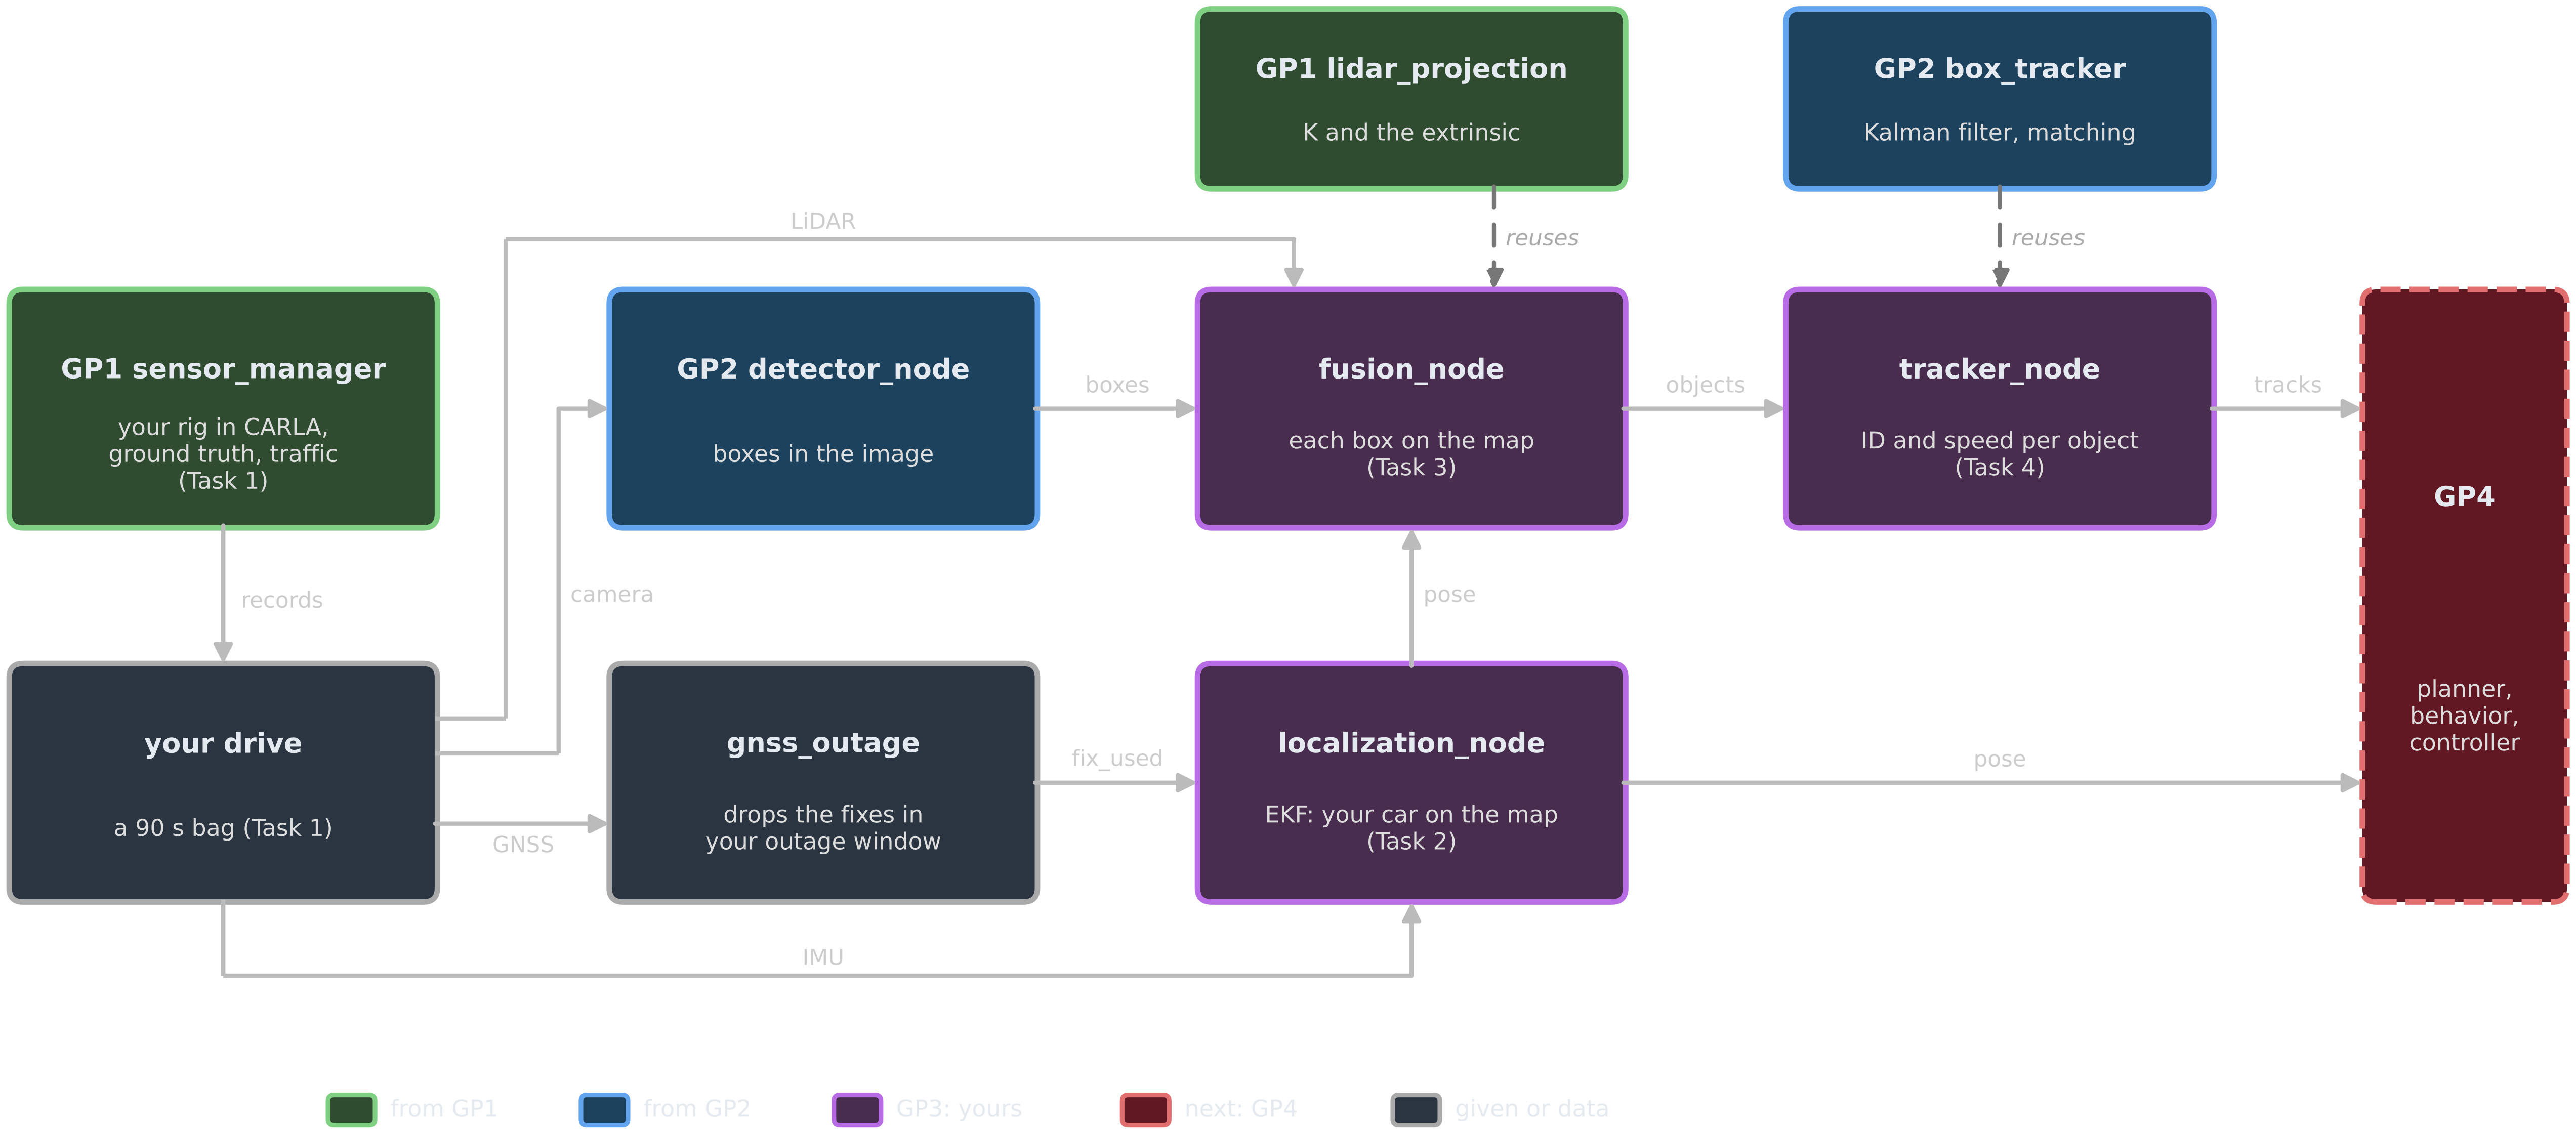 GP1 lidar_projection
K and the extrinsic
GP2 box_tracker
Kalman filter, matching
LiDAR
reuses
reuses
GP1 sensor_manager
your rig in CARLA,
ground truth, traffic
(Task 1)
GP2 detector_node
boxes in the image
boxes
fusion_node
each box on the map
(Task 3)
objects
tracker_node
ID and speed per object
(Task 4)
tracks
GP4
planner,
behavior,
controller
records
camera
pose
your drive
a 90 s bag (Task 1)
GNSS
gnss_outage
drops the fixes in
your outage window
fix_used
localization_node
EKF: your car on the map
(Task 2)
pose
IMU
from GP1
from GP2
GP3: yours
next: GP4
given or data